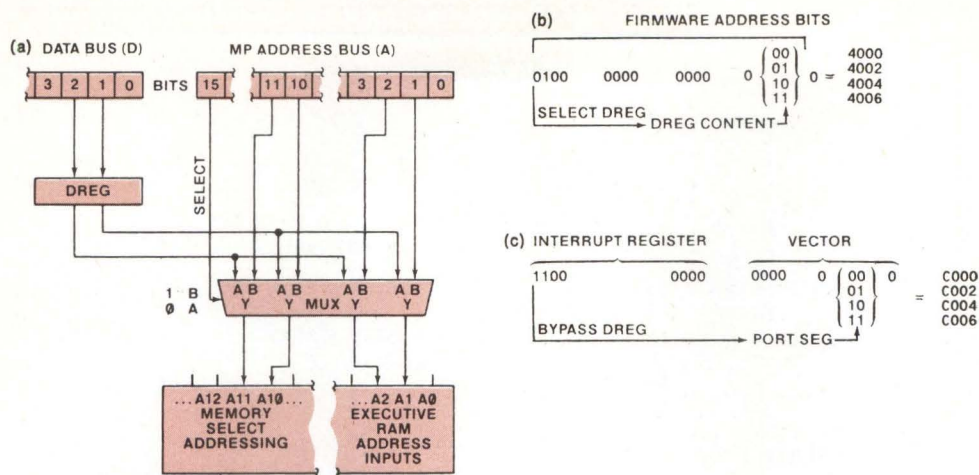 (a) DATA BUS (D)
MP ADDRESS BUS (A)
3 2 1 0
BITS
15 11 10 3 2 1 0
SELECT
DREG
1 B
0 A
A B A B A B A B
Y Y MUX Y Y
...A12 A11 A10...
MEMORY
SELECT
ADDRESSING
...A2 A1 A0
EXECUTIVE
RAM
ADDRESS
INPUTS
(b) FIRMWARE ADDRESS BITS
0100 0000 0000 0 00 0 = 4000
01 4002
10 4004
11 4006
SELECT DREG
DREG CONTENT
(c) INTERRUPT REGISTER VECTOR
1100 0000 0000 0 00 0 = C000
01 C002
10 C004
11 C006
BYPASS DREG
PORT SEG